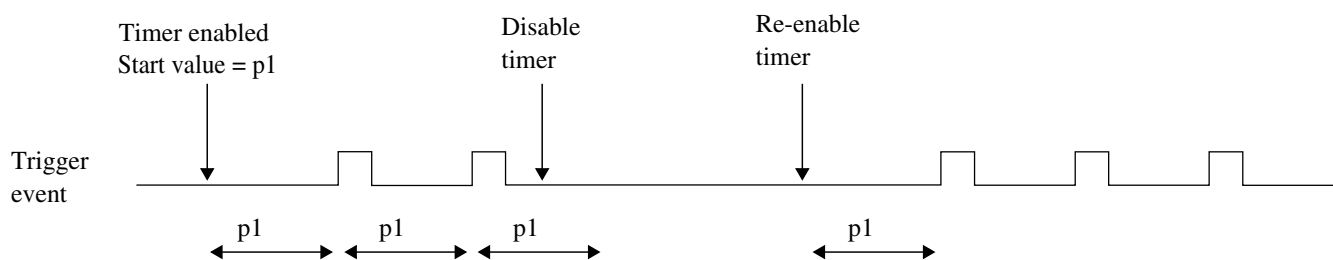 Timer enabled
Start value = p1
Disable
timer
Re-enable
timer
Trigger
event
p1
p1
p1
p1